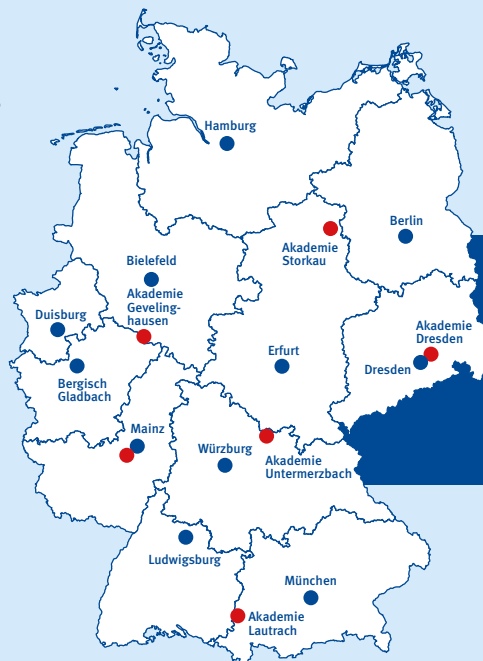 Hamburg
Berlin
Akademie
Storkau
Bielefeld
Akademie
Geveling-
hausen
Duisburg
Akademie
Dresden
Erfurt
Dresden
Bergisch
Gladbach
Mainz
Würzburg
Akademie
Untermerzbach
Ludwigsburg
München
Akademie
Lautrach